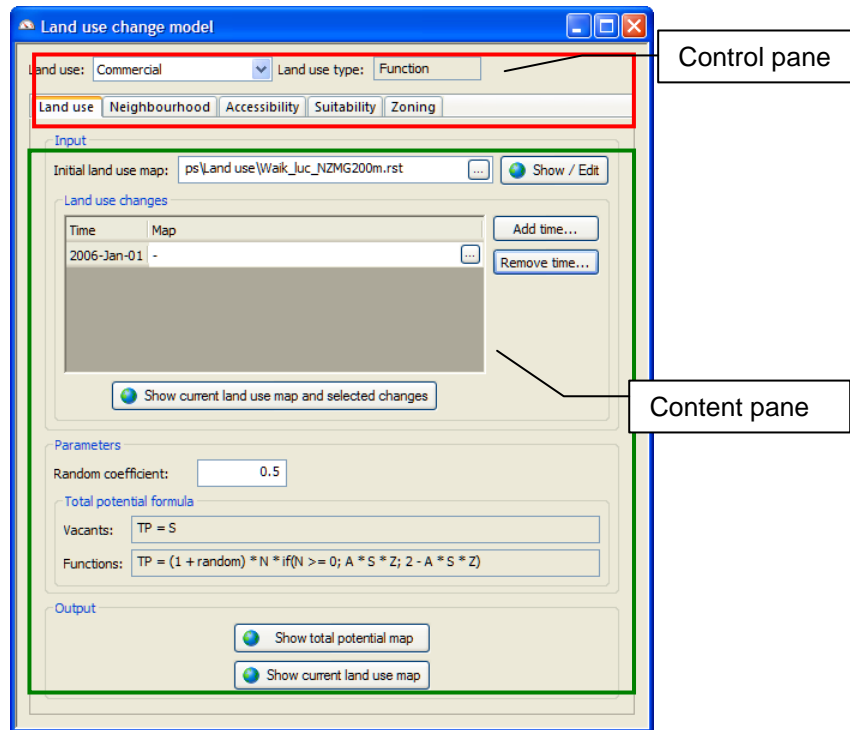 Land use change model
Control pane
Land use: Commercial Land use type: Function
Land use Neighbourhood Accessibility Suitability Zoning
Input
Initial land use map: ps\Land use\Waik_luc_NZMG200m.rst ... Show / Edit
Land use changes
Time Map Add time...
2006-Jan-01 - ... Remove time...
Show current land use map and selected changes
Content pane
Parameters
Random coefficient: 0.5
Total potential formula
Vacants: TP = S
Functions: TP = (1 + random) * N * if(N >= 0; A * S * Z; 2 - A * S * Z)
Output
Show total potential map
Show current land use map